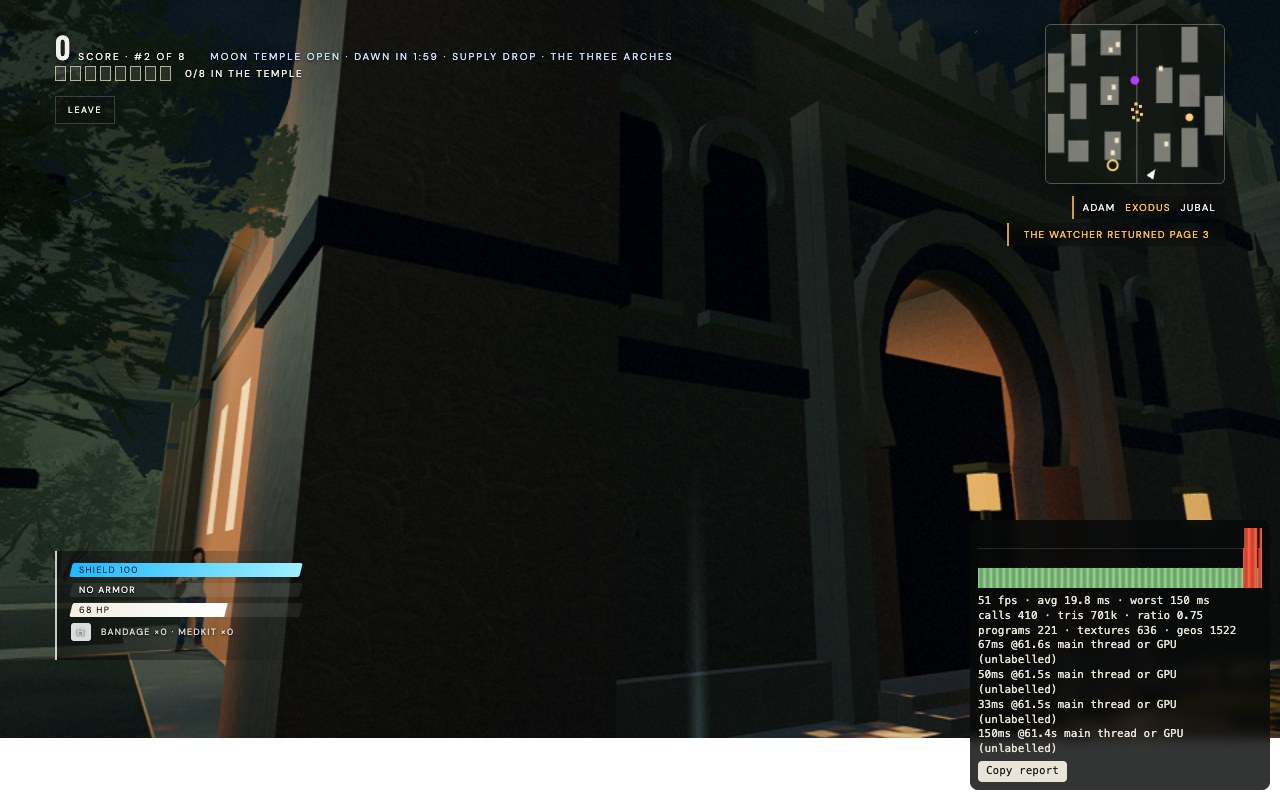 0 SCORE · #2 OF 8 MOON TEMPLE OPEN · DAWN IN 1:59 · SUPPLY DROP · THE THREE ARCHES
0/8 IN THE TEMPLE
LEAVE
ADAM EXODUS JUBAL
THE WATCHER RETURNED PAGE 3
SHIELD 100
NO ARMOR
68 HP
BANDAGE ×0 · MEDKIT ×0
51 fps · avg 19.8 ms · worst 150 ms
calls 410 · tris 701k · ratio 0.75
programs 221 · textures 636 · geos 1522
67ms @61.6s main thread or GPU
(unlabelled)
50ms @61.5s main thread or GPU
(unlabelled)
33ms @61.5s main thread or GPU
(unlabelled)
150ms @61.4s main thread or GPU
(unlabelled)
Copy report